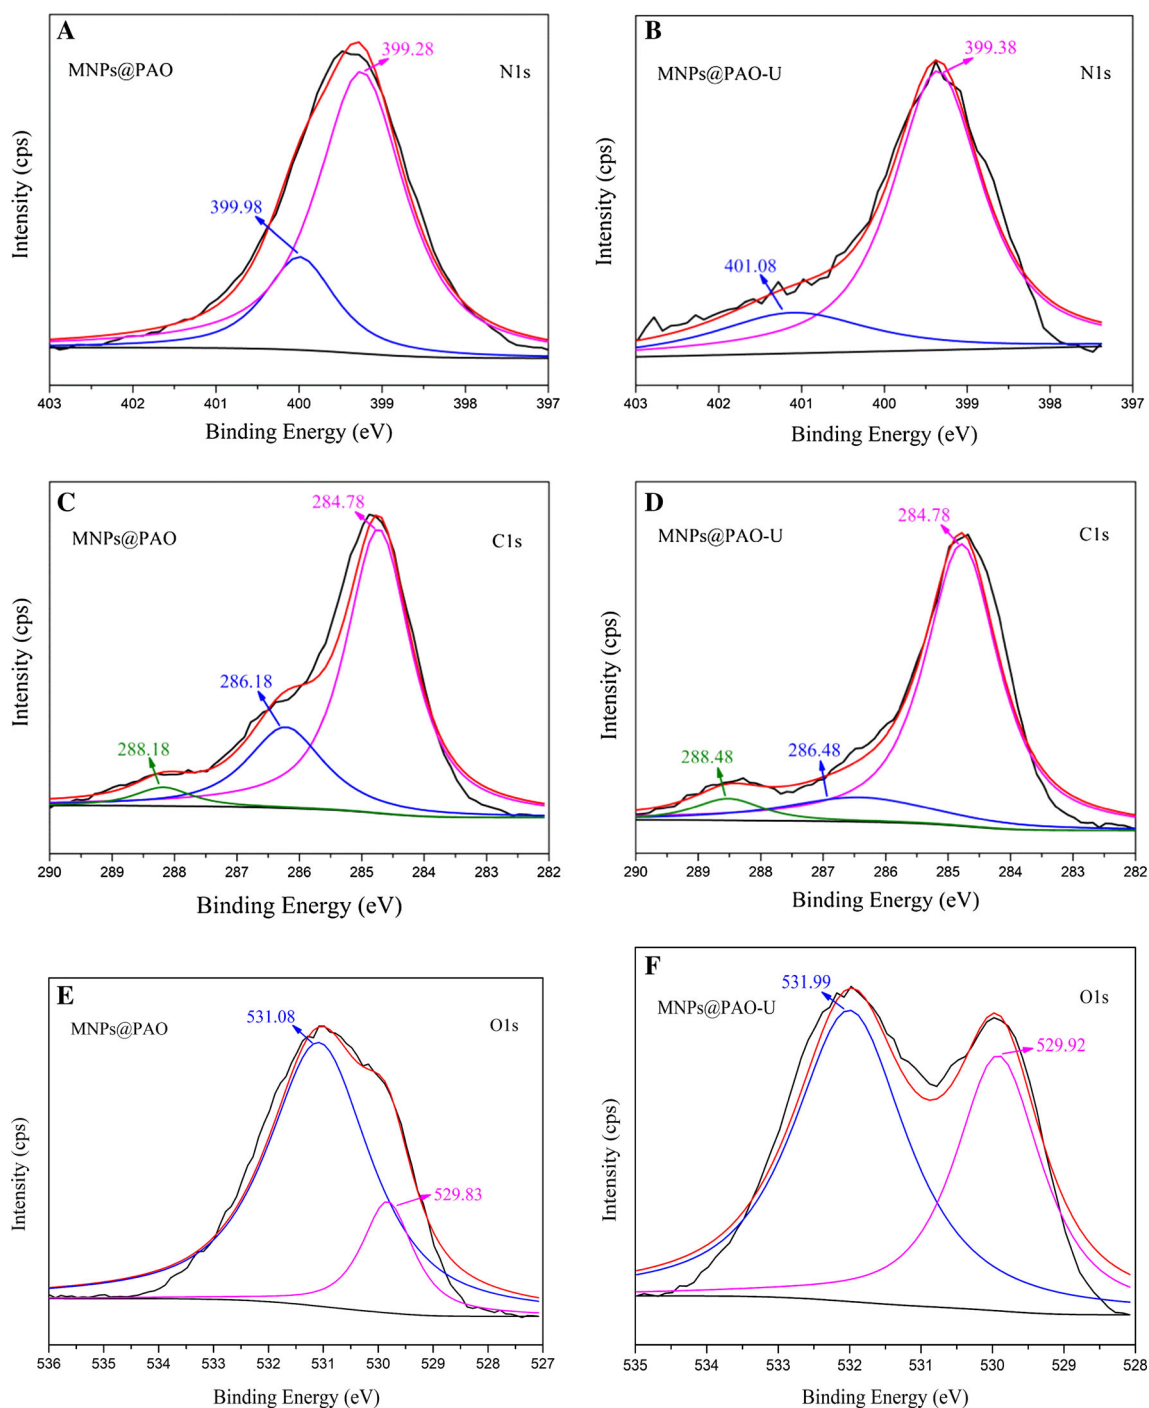 A
MNPs@PAO
N1s
399.28
399.98
Intensity (cps)
403 402 401 400 399 398 397
Binding Energy (eV)
B
MNPs@PAO-U
N1s
399.38
401.08
Intensity (cps)
403 402 401 400 399 398 397
Binding Energy (eV)
C
MNPs@PAO
C1s
284.78
286.18
288.18
Intensity (cps)
290 289 288 287 286 285 284 283 282
Binding Energy (eV)
D
MNPs@PAO-U
C1s
284.78
286.48
288.48
Intensity (cps)
290 289 288 287 286 285 284 283 282
Binding Energy (eV)
E
MNPs@PAO
O1s
531.08
529.83
Intensity (cps)
536 535 534 533 532 531 530 529 528 527
Binding Energy (eV)
F
MNPs@PAO-U
O1s
531.99
529.92
Intensity (cps)
535 534 533 532 531 530 529 528
Binding Energy (eV)